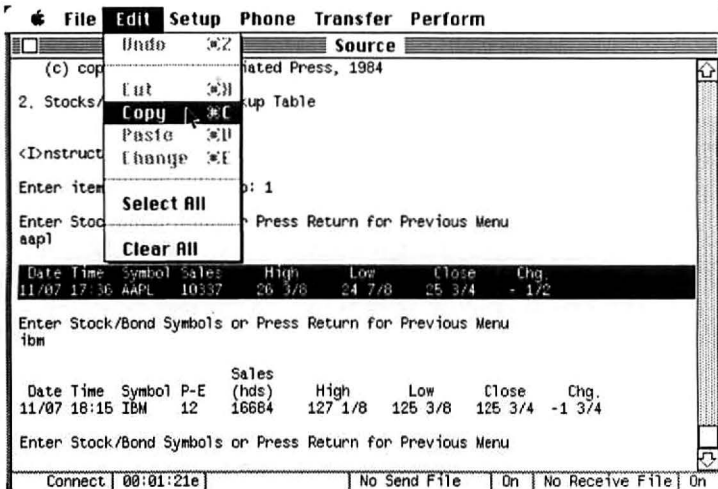 File Edit Setup Phone Transfer Perform
Source
Undo ⌘Z
(c) cop iated Press, 1984
Cut ⌘X
2. Stocks/ kup Table
Copy ⌘C
Paste ⌘V
<I>nstruct
Change ⌘E
Enter item o: 1
Select All
Enter Stoc r Press Return for Previous Menu
aapl
Clear All
Date Time Symbol Sales High Low Close Chg.
11/07 17:36 AAPL 10337 26 3/8 24 7/8 25 3/4 - 1/2
Enter Stock/Bond Symbols or Press Return for Previous Menu
ibm
Sales
Date Time Symbol P-E (hds) High Low Close Chg.
11/07 18:15 IBM 12 16684 127 1/8 125 3/8 125 3/4 -1 3/4
Enter Stock/Bond Symbols or Press Return for Previous Menu
Connect 00:01:21e No Send File On No Receive File On